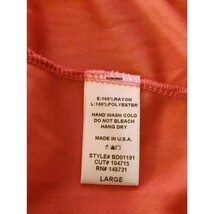 E:100%RAYON
L:100%POLYESTER
HAND WASH COLD
DO NOT BLEACH
HANG DRY
MADE IN U.S.A.
STYLE# BD01191
CUT# 104715
RN# 148731
LARGE